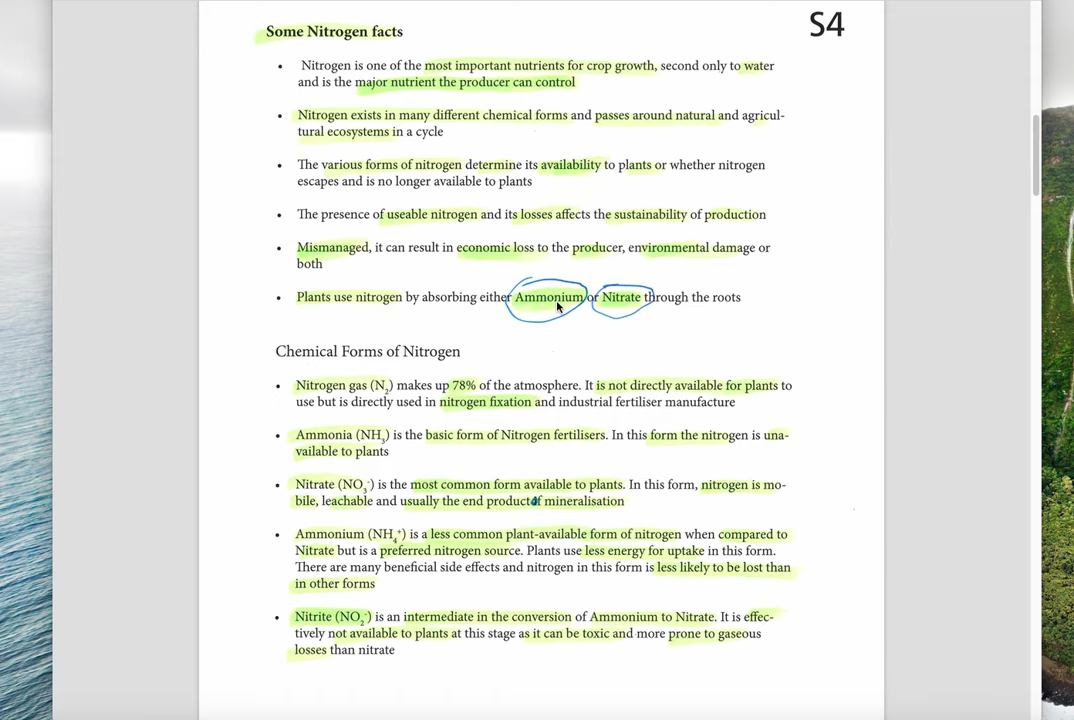 Some Nitrogen facts
S4
• Nitrogen is one of the most important nutrients for crop growth, second only to water
and is the major nutrient the producer can control
• Nitrogen exists in many different chemical forms and passes around natural and agricul-
tural ecosystems in a cycle
• The various forms of nitrogen determine its availability to plants or whether nitrogen
escapes and is no longer available to plants
• The presence of useable nitrogen and its losses affects the sustainability of production
• Mismanaged, it can result in economic loss to the producer, environmental damage or
both
• Plants use nitrogen by absorbing either Ammonium or Nitrate through the roots
Chemical Forms of Nitrogen
• Nitrogen gas (N₂) makes up 78% of the atmosphere. It is not directly available for plants to
use but is directly used in nitrogen fixation and industrial fertiliser manufacture
• Ammonia (NH₃) is the basic form of Nitrogen fertilisers. In this form the nitrogen is una-
vailable to plants
• Nitrate (NO₃⁻) is the most common form available to plants. In this form, nitrogen is mo-
bile, leachable and usually the end product of mineralisation
• Ammonium (NH₄⁺) is a less common plant-available form of nitrogen when compared to
Nitrate but is a preferred nitrogen source. Plants use less energy for uptake in this form.
There are many beneficial side effects and nitrogen in this form is less likely to be lost than
in other forms
• Nitrite (NO₂⁻) is an intermediate in the conversion of Ammonium to Nitrate. It is effec-
tively not available to plants at this stage as it can be toxic and more prone to gaseous
losses than nitrate